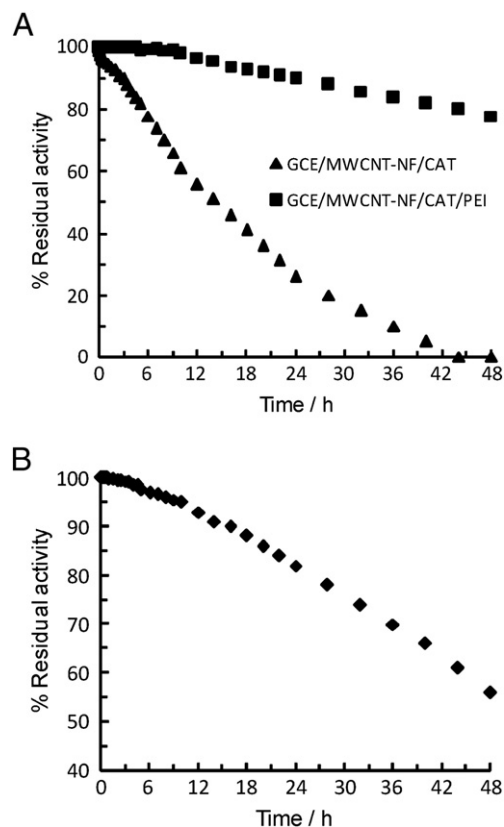 A
100
80
60
40
20
0
% Residual activity
GCE/MWCNT-NF/CAT
GCE/MWCNT-NF/CAT/PEI
0 6 12 18 24 30 36 42 48
Time / h
B
100
90
80
70
60
50
40
% Residual activity
0 6 12 18 24 30 36 42 48
Time / h